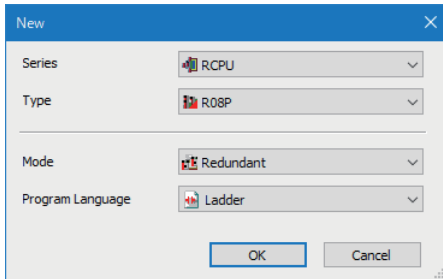 New
Series RCPU
Type R08P
Mode Redundant
Program Language Ladder
OK Cancel